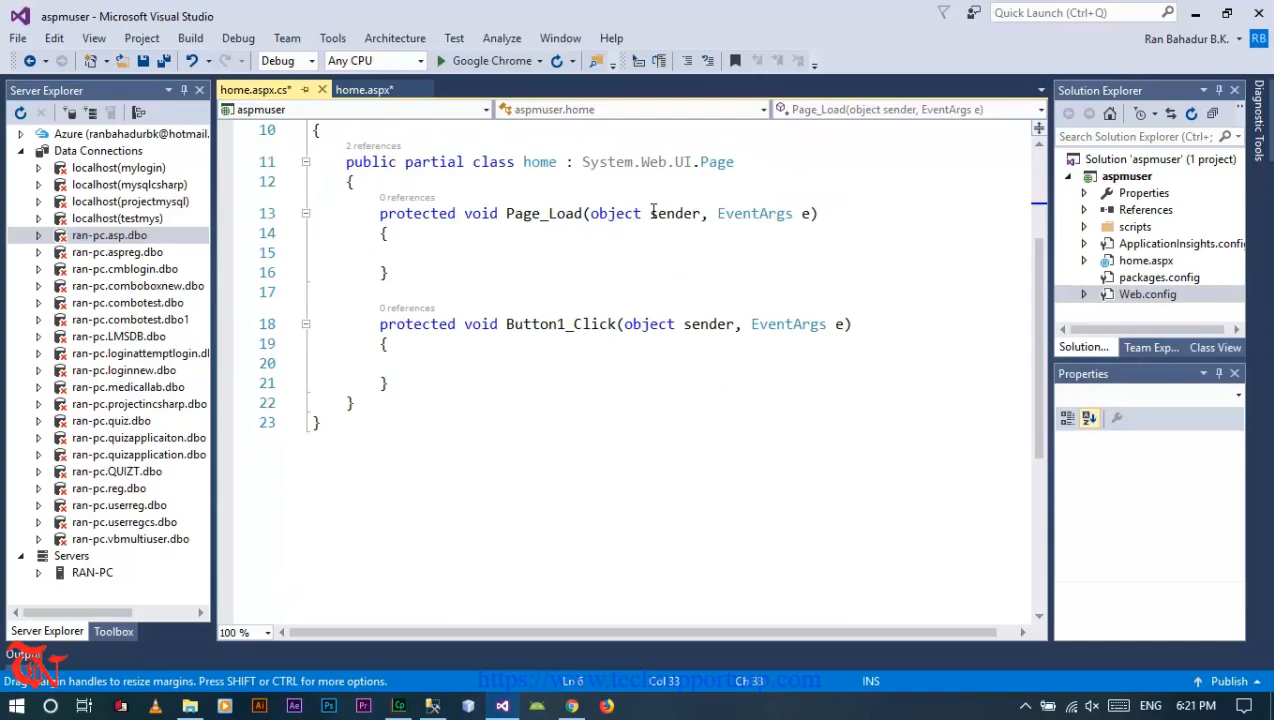 aspmuser - Microsoft Visual Studio
Quick Launch (Ctrl+Q)
File Edit View Project Build Debug Team Tools Architecture Test Analyze Window Help
Ran Bahadur B.K. RB
Debug Any CPU Google Chrome
Server Explorer
Azure (ranbahadurbk@hotmail.
Data Connections
localhost(mylogin)
localhost(mysqlcsharp)
localhost(projectmysql)
localhost(testmys)
ran-pc.asp.dbo
ran-pc.aspreg.dbo
ran-pc.cmblogin.dbo
ran-pc.comboboxnew.dbo
ran-pc.combotest.dbo
ran-pc.combotest.dbo1
ran-pc.LMSDB.dbo
ran-pc.loginattemptlogin.dl
ran-pc.loginnew.dbo
ran-pc.medicallab.dbo
ran-pc.projectincsharp.dbo
ran-pc.quiz.dbo
ran-pc.quizapplicaiton.dbo
ran-pc.quizapplication.dbo
ran-pc.QUIZT.dbo
ran-pc.reg.dbo
ran-pc.userreg.dbo
ran-pc.userregcs.dbo
ran-pc.vbmultiuser.dbo
Servers
RAN-PC
Server Explorer Toolbox
home.aspx.cs* home.aspx*
aspmuser aspmuser.home Page_Load(object sender, EventArgs e)
10 {
2 references
11 public partial class home : System.Web.UI.Page
12 {
0 references
13 protected void Page_Load(object sender, EventArgs e)
14 {
15
16 }
17
0 references
18 protected void Button1_Click(object sender, EventArgs e)
19 {
20
21 }
22 }
23 }
100 %
Solution Explorer
Search Solution Explorer (Ctrl+;)
Solution 'aspmuser' (1 project)
aspmuser
Properties
References
scripts
ApplicationInsights.config
home.aspx
packages.config
Web.config
Solution... Team Exp... Class View
Properties
Diagnostic Tools
Output
Drag margin handles to resize margins. Press SHIFT or CTRL with the mouse for more options.
Ln 6 Col 33 Ch 33 INS Publish
6:21 PM